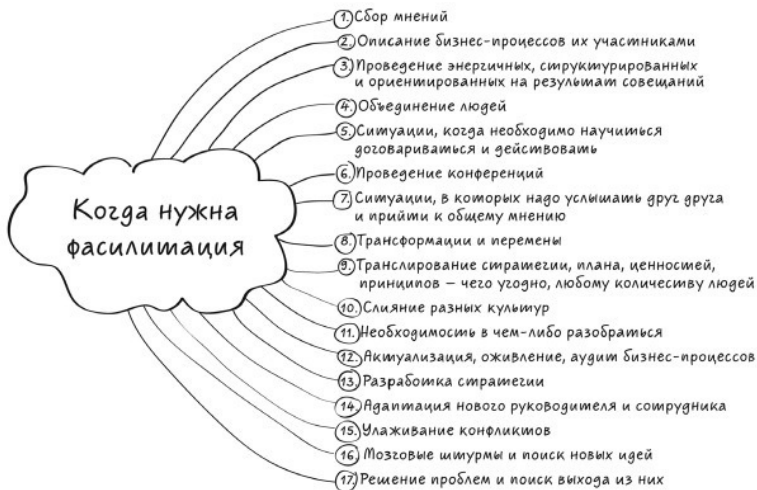 Когда нужна
фасилитация
1. Сбор мнений
2. Описание бизнес-процессов их участниками
3. Проведение энергичных, структурированных
и ориентированных на результат совещаний
4. Объединение людей
5. Ситуации, когда необходимо научиться
договариваться и действовать
6. Проведение конференций
7. Ситуации, в которых надо услышать друг друга
и прийти к общему мнению
8. Трансформации и перемены
9. Транслирование стратегии, плана, ценностей,
принципов – чего угодно, любому количеству людей
10. Слияние разных культур
11. Необходимость в чем-либо разобраться
12. Актуализация, оживление, аудит бизнес-процессов
13. Разработка стратегии
14. Адаптация нового руководителя и сотрудника
15. Улаживание конфликтов
16. Мозговые штурмы и поиск новых идей
17. Решение проблем и поиск выхода из них